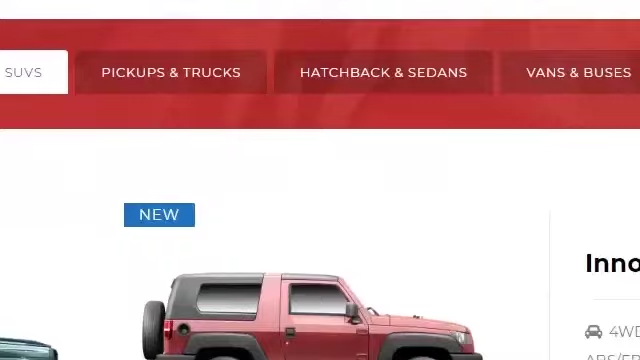 SUVS
PICKUPS & TRUCKS
HATCHBACK & SEDANS
VANS & BUSES
NEW
Inno
4WD